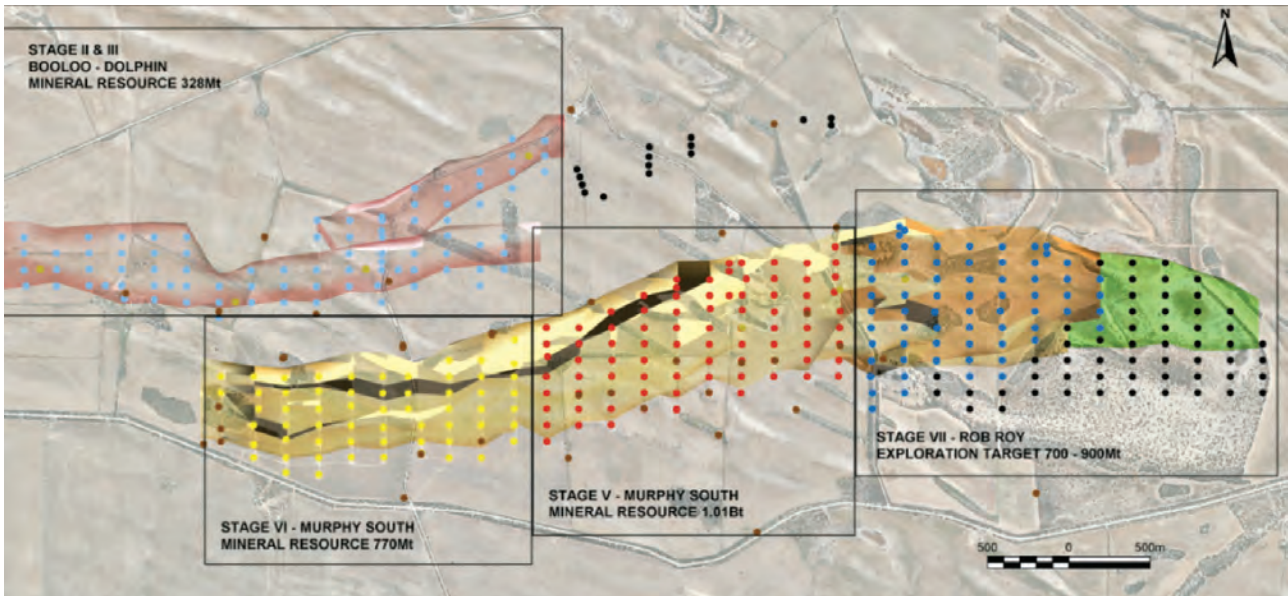 N
STAGE II & III
BOOLOO - DOLPHIN
MINERAL RESOURCE 328Mt
STAGE VII - ROB ROY
EXPLORATION TARGET 700 - 900Mt
STAGE V - MURPHY SOUTH
MINERAL RESOURCE 1.01Bt
STAGE VI - MURPHY SOUTH
MINERAL RESOURCE 770Mt
500 0 500m